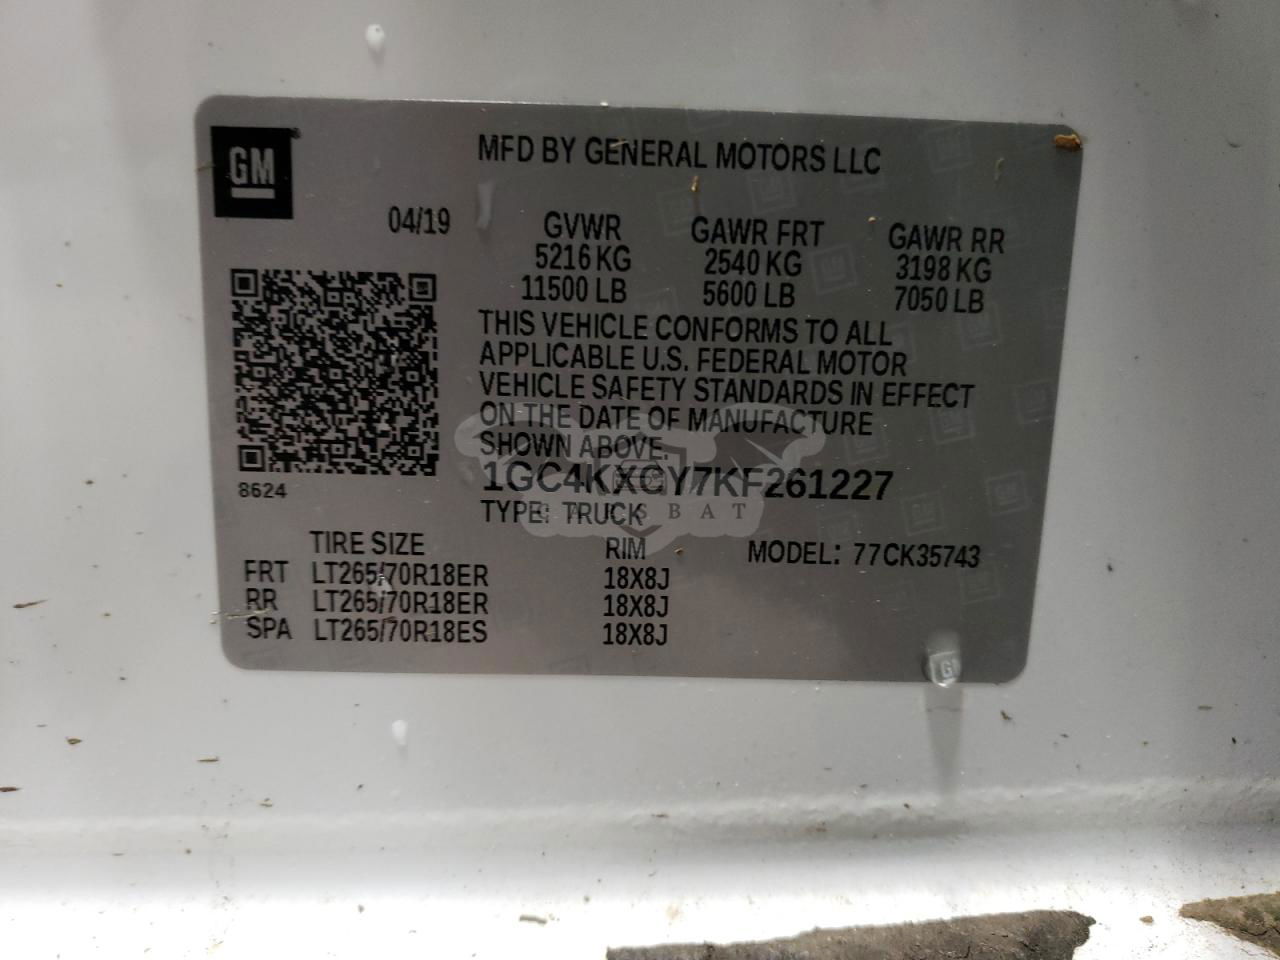 GM
MFD BY GENERAL MOTORS LLC
04/19
GVWR GAWR FRT GAWR RR
5216 KG 2540 KG 3198 KG
11500 LB 5600 LB 7050 LB
THIS VEHICLE CONFORMS TO ALL
APPLICABLE U.S. FEDERAL MOTOR
VEHICLE SAFETY STANDARDS IN EFFECT
ON THE DATE OF MANUFACTURE
SHOWN ABOVE.
1GC4KXCY7KF261227
8624
TYPE: TRUCK
CARSBAT
TIRE SIZE RIM MODEL: 77CK35743
FRT LT265/70R18ER 18X8J
RR LT265/70R18ER 18X8J
SPA LT265/70R18ES 18X8J